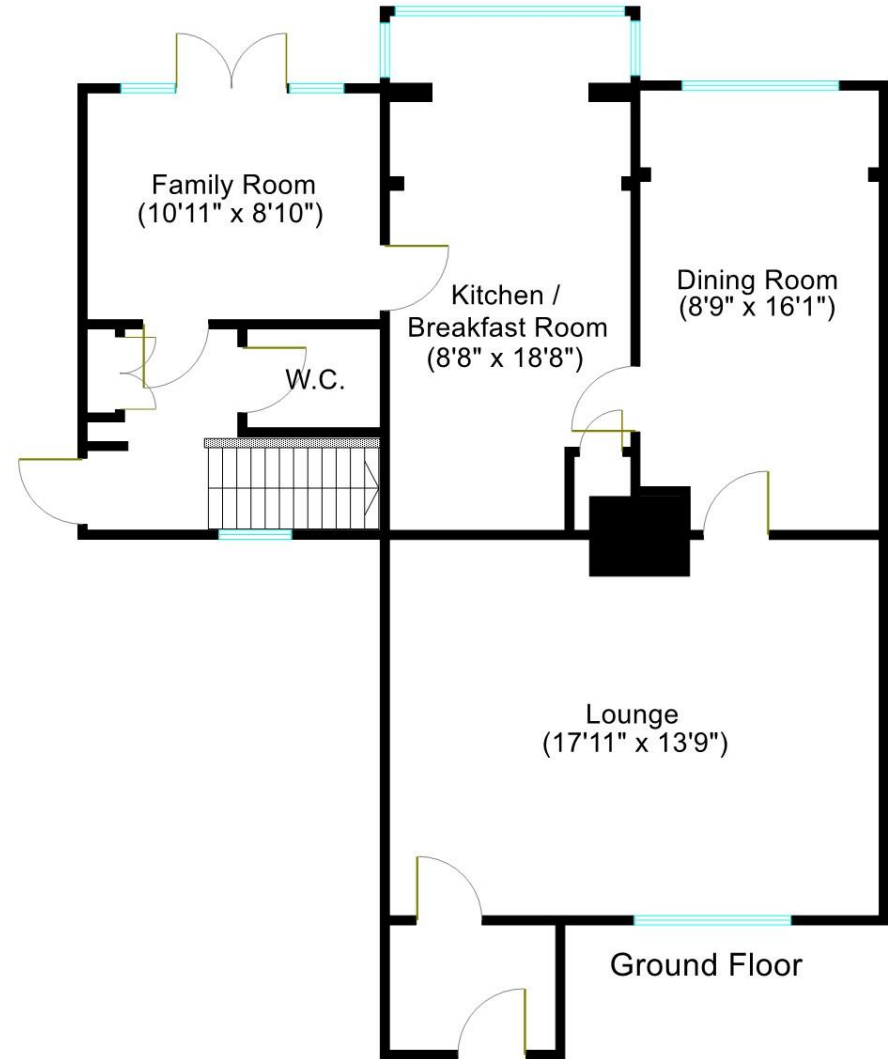 Family Room
(10'11" x 8'10")
Kitchen /
Breakfast Room
(8'8" x 18'8")
Dining Room
(8'9" x 16'1")
W.C.
Lounge
(17'11" x 13'9")
Ground Floor